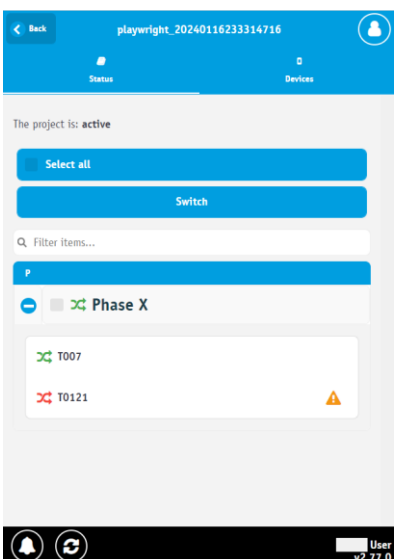 Back
playwright_20240116233314716
Status
Devices
The project is: active
Select all
Switch
Filter items...
P
Phase X
T007
T0121
User
v2.77.0